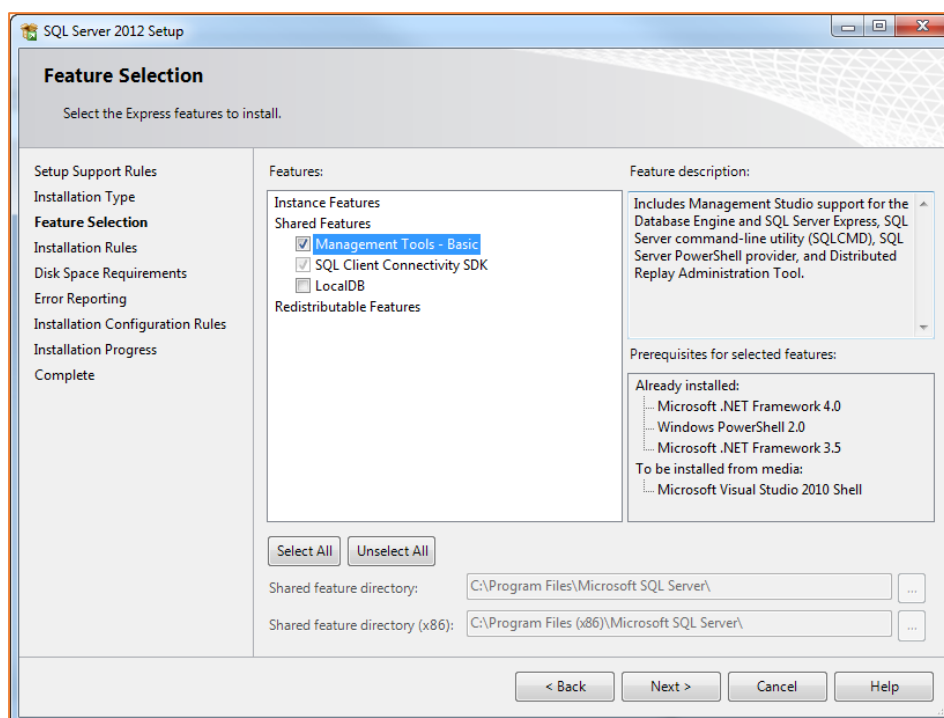 SQL Server 2012 Setup
Feature Selection
Select the Express features to install.
Setup Support Rules
Installation Type
Feature Selection
Installation Rules
Disk Space Requirements
Error Reporting
Installation Configuration Rules
Installation Progress
Complete
Features:
Instance Features
Shared Features
Management Tools - Basic
SQL Client Connectivity SDK
LocalDB
Redistributable Features
Feature description:
Includes Management Studio support for the
Database Engine and SQL Server Express, SQL
Server command-line utility (SQLCMD), SQL
Server PowerShell provider, and Distributed
Replay Administration Tool.
Prerequisites for selected features:
Already installed:
Microsoft .NET Framework 4.0
Windows PowerShell 2.0
Microsoft .NET Framework 3.5
To be installed from media:
Microsoft Visual Studio 2010 Shell
Select All Unselect All
Shared feature directory: C:\Program Files\Microsoft SQL Server\ ...
Shared feature directory (x86): C:\Program Files (x86)\Microsoft SQL Server\ ...
< Back Next > Cancel Help